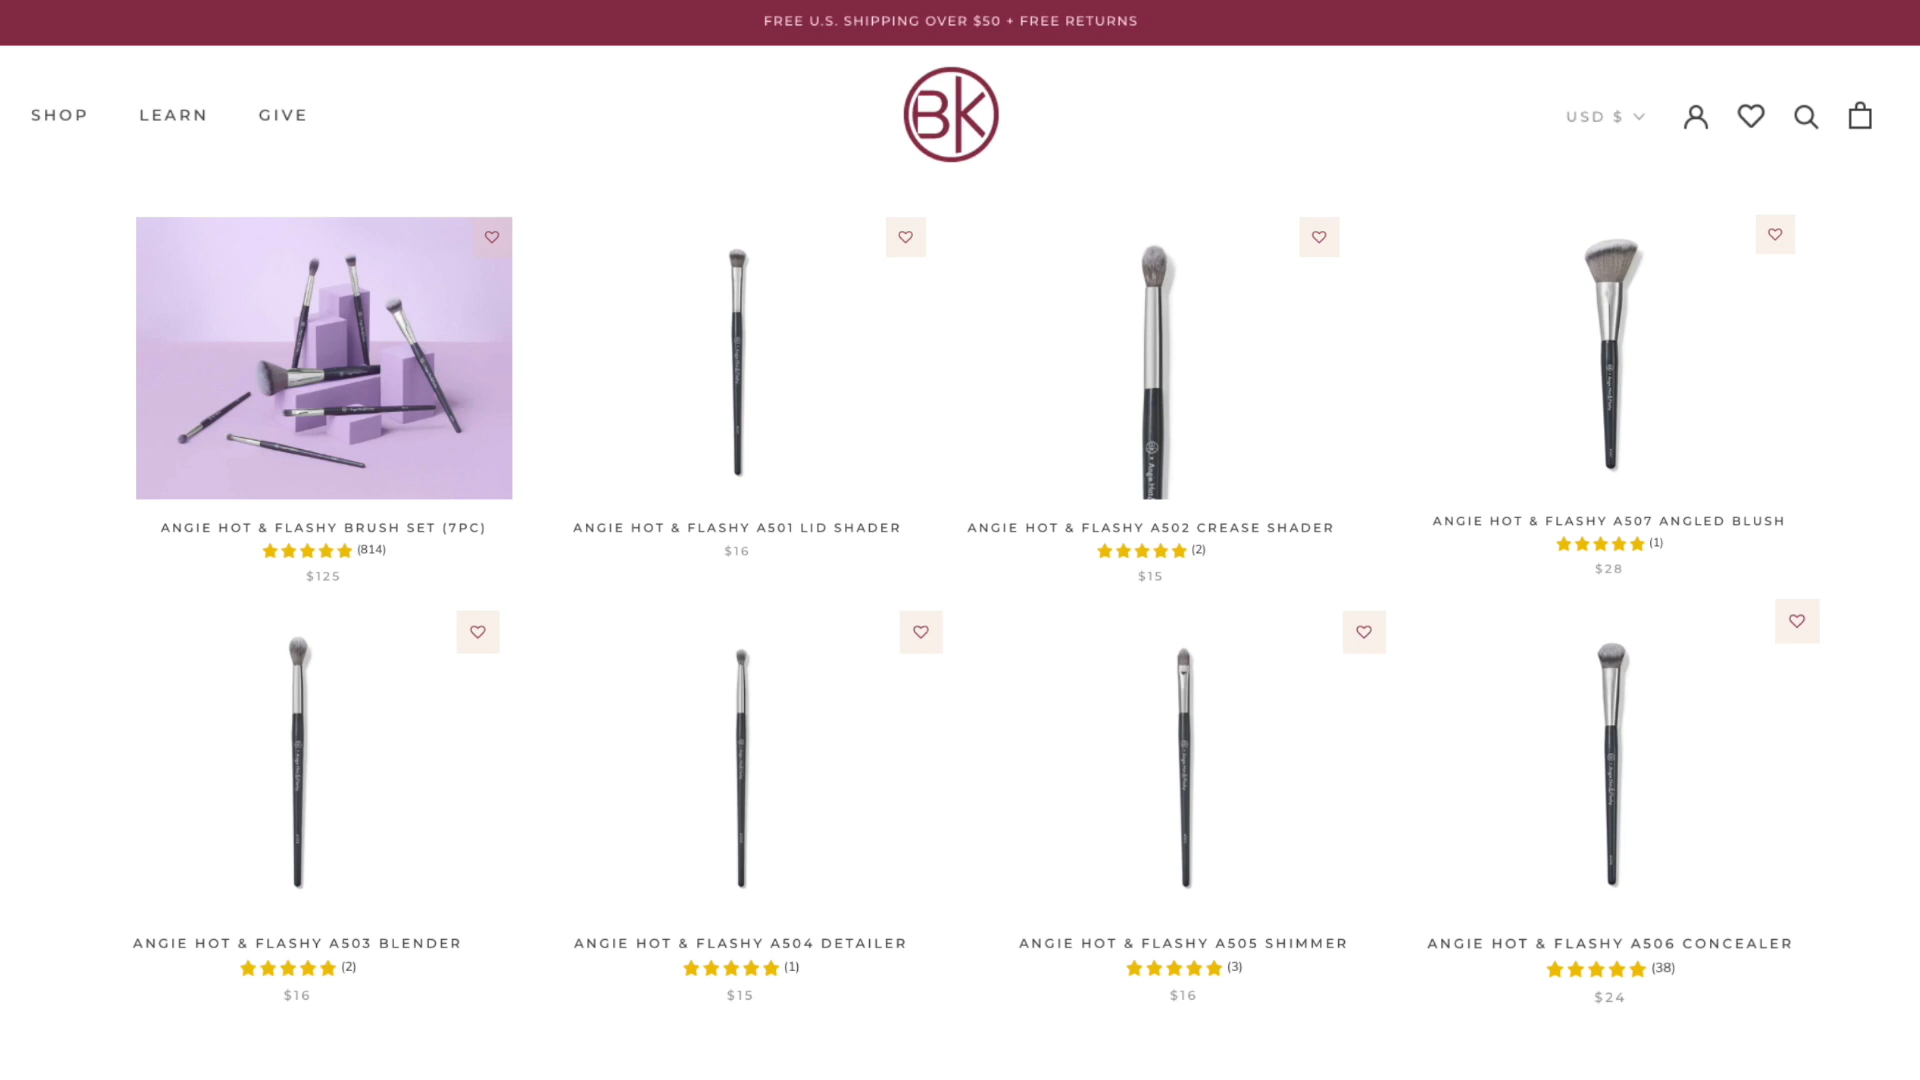 FREE U.S. SHIPPING OVER $50 + FREE RETURNS
SHOP
LEARN
GIVE
BK
USD $
ANGIE HOT & FLASHY BRUSH SET (7PC)
(814)
$125
ANGIE HOT & FLASHY A501 LID SHADER
$16
ANGIE HOT & FLASHY A502 CREASE SHADER
(2)
$15
ANGIE HOT & FLASHY A507 ANGLED BLUSH
(1)
$28
ANGIE HOT & FLASHY A503 BLENDER
(2)
$16
ANGIE HOT & FLASHY A504 DETAILER
(1)
$15
ANGIE HOT & FLASHY A505 SHIMMER
(3)
$16
ANGIE HOT & FLASHY A506 CONCEALER
(38)
$24